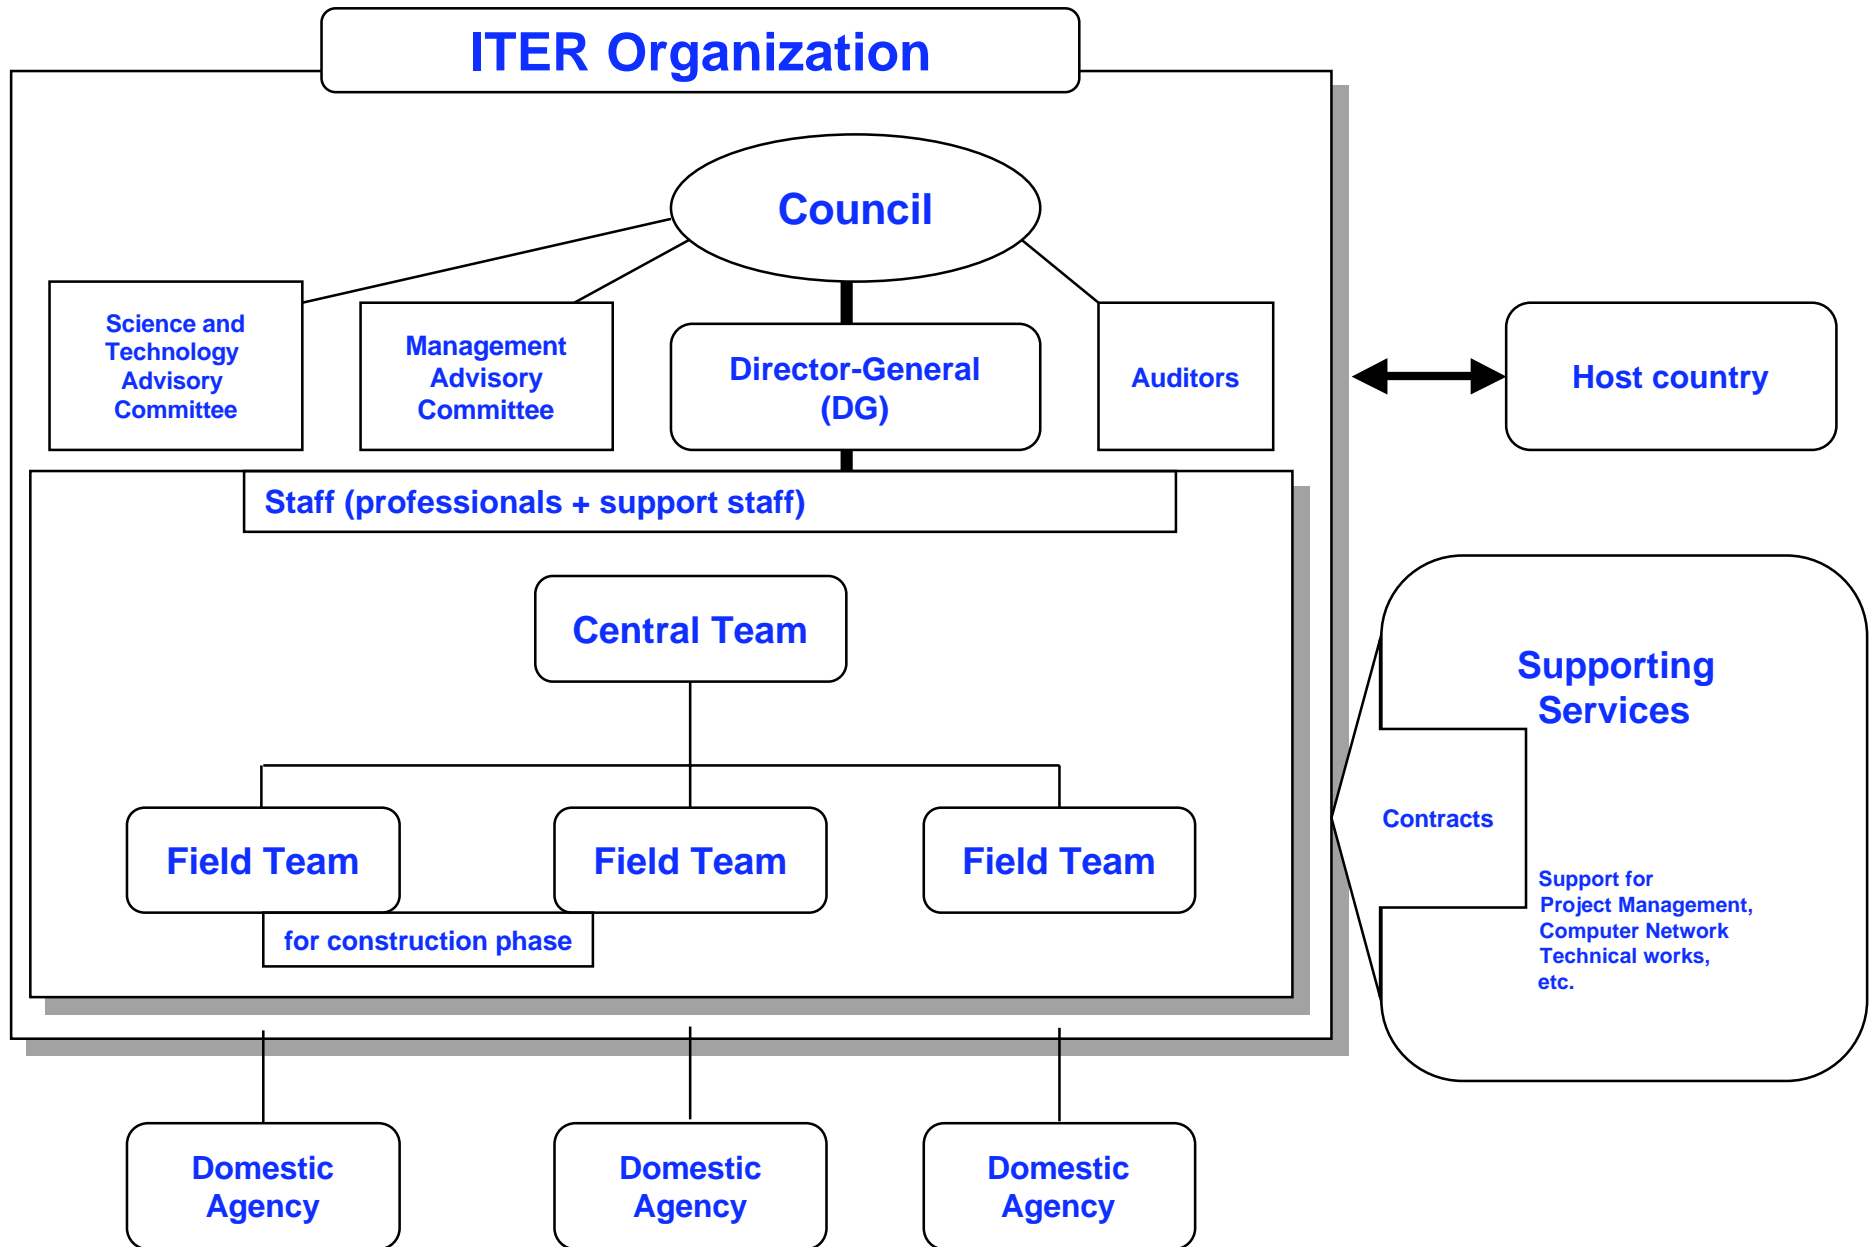 ITER Organization
Council
Science and
Technology
Advisory
Committee
Management
Advisory
Committee
Director-General
(DG)
Auditors
Host country
Staff (professionals + support staff)
Central Team
Supporting
Services
Contracts
Field Team
Field Team
Field Team
for construction phase
Support for
Project Management,
Computer Network
Technical works,
etc.
Domestic
Agency
Domestic
Agency
Domestic
Agency